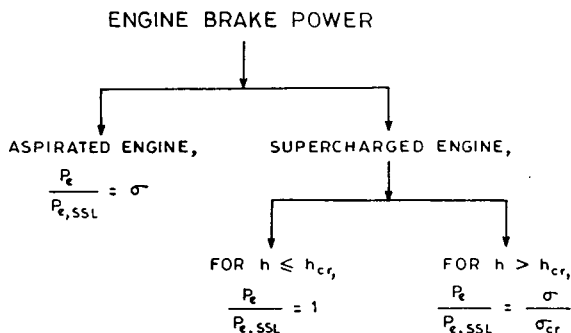 ENGINE BRAKE POWER
ASPIRATED ENGINE,
Pe / Pe,SSL = σ
SUPERCHARGED ENGINE,
FOR h ≤ hcr,
Pe / Pe,SSL = 1
FOR h > hcr,
Pe / Pe,SSL = σ / σcr